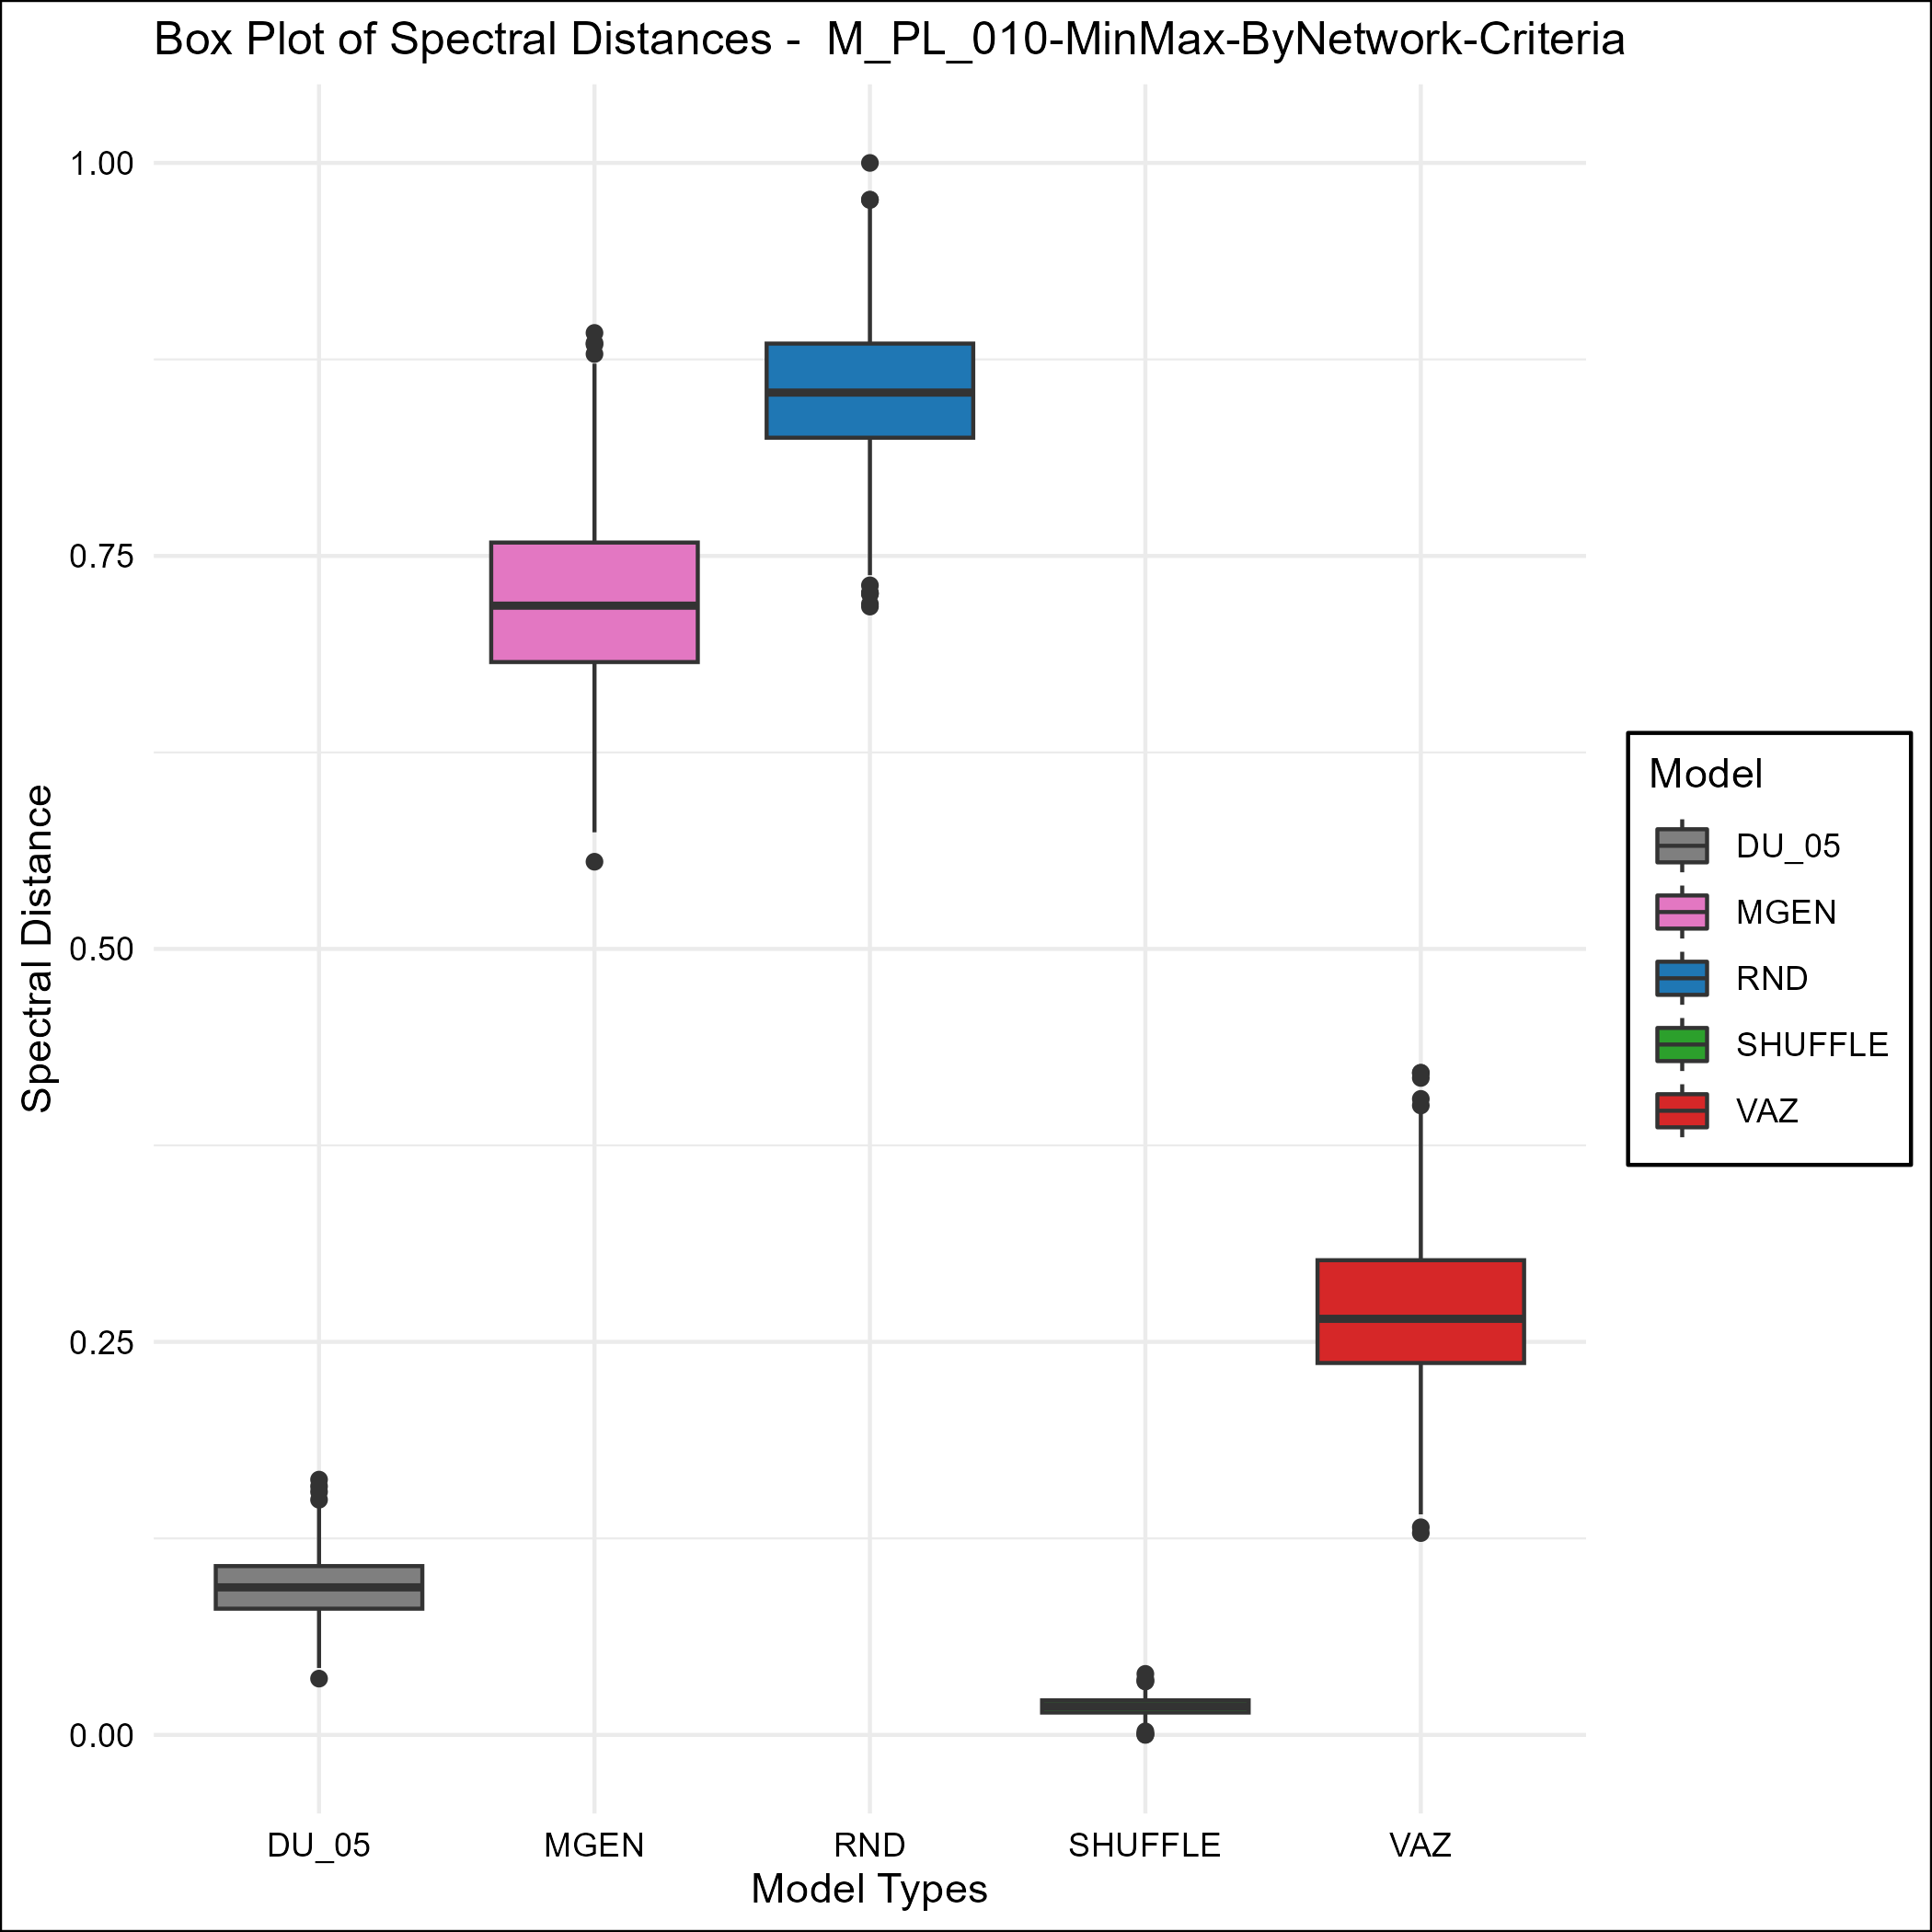 Box Plot of Spectral Distances -  M_PL_010-MinMax-ByNetwork-Criteria
1.00
0.75
0.50
0.25
0.00
Spectral Distance
DU_05
MGEN
RND
SHUFFLE
VAZ
Model Types
Model
DU_05
MGEN
RND
SHUFFLE
VAZ